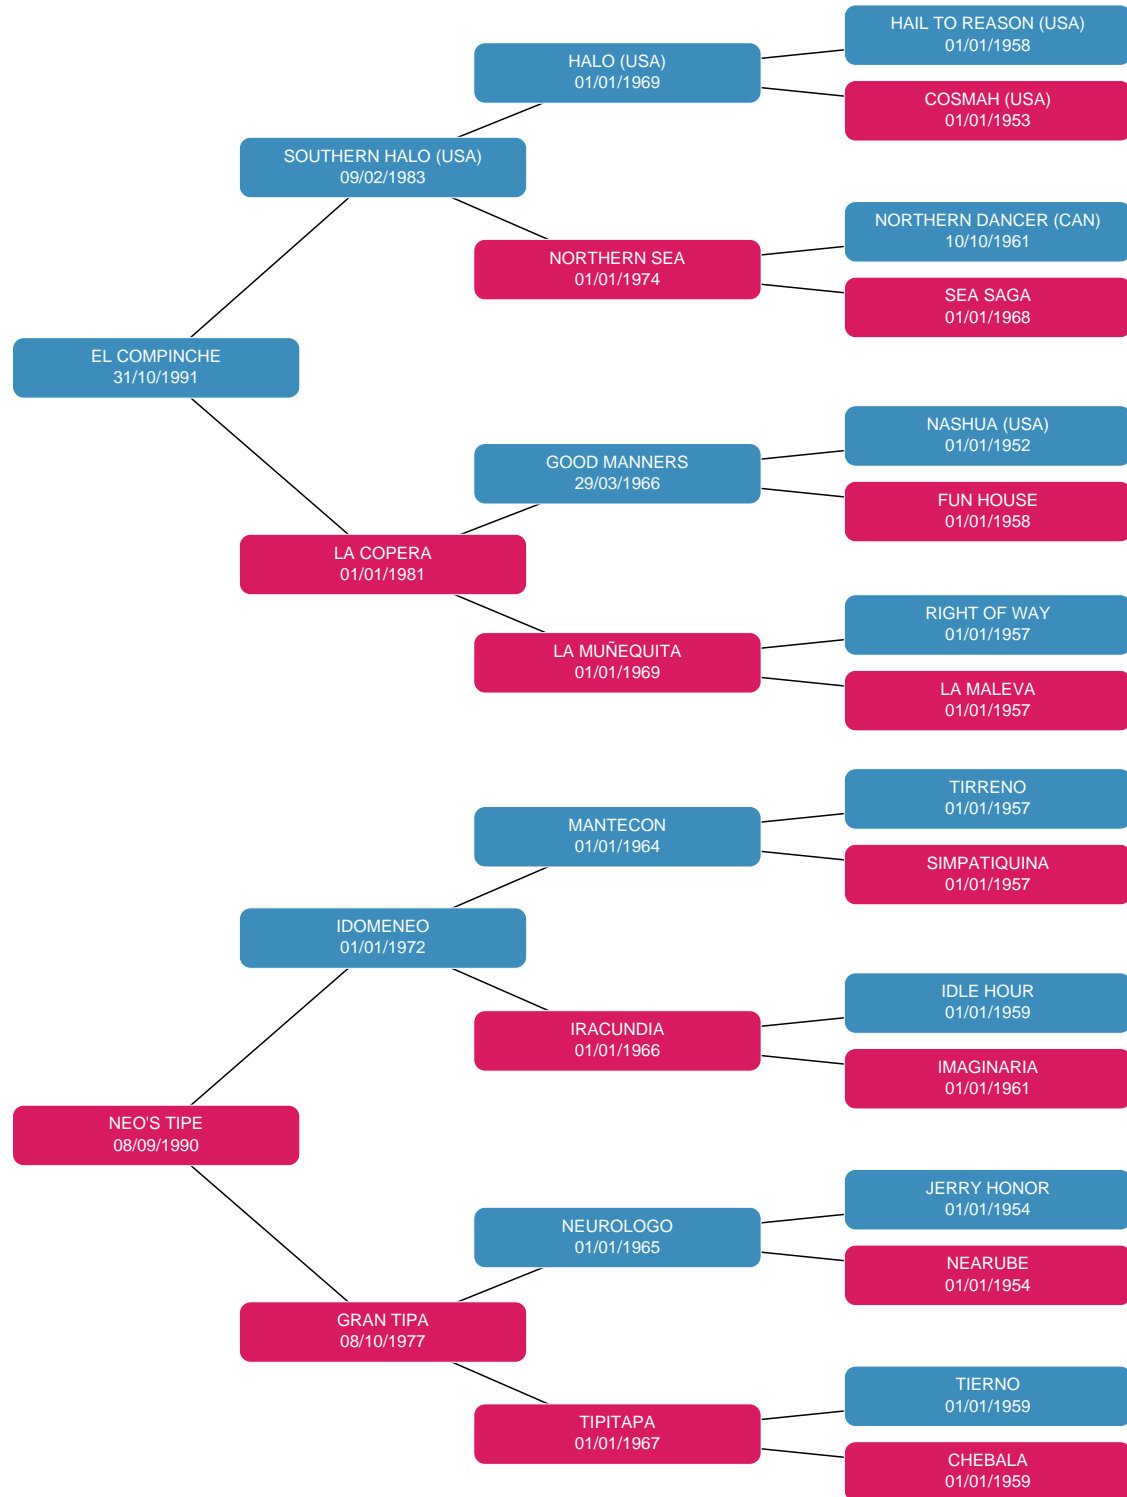 HAIL TO REASON (USA)
01/01/1958
HALO (USA)
01/01/1969
COSMAH (USA)
01/01/1953
SOUTHERN HALO (USA)
09/02/1983
NORTHERN DANCER (CAN)
10/10/1961
NORTHERN SEA
01/01/1974
SEA SAGA
01/01/1968
EL COMPINCHE
31/10/1991
NASHUA (USA)
01/01/1952
GOOD MANNERS
29/03/1966
FUN HOUSE
01/01/1958
LA COPERA
01/01/1981
RIGHT OF WAY
01/01/1957
LA MUÑEQUITA
01/01/1969
LA MALEVA
01/01/1957
TIRRENO
01/01/1957
MANTECON
01/01/1964
SIMPATIQUINA
01/01/1957
IDOMENEO
01/01/1972
IDLE HOUR
01/01/1959
IRACUNDIA
01/01/1966
IMAGINARIA
01/01/1961
NEO'S TIPE
08/09/1990
JERRY HONOR
01/01/1954
NEUROLOGO
01/01/1965
NEARUBE
01/01/1954
GRAN TIPA
08/10/1977
TIERNO
01/01/1959
TIPITAPA
01/01/1967
CHEBALA
01/01/1959